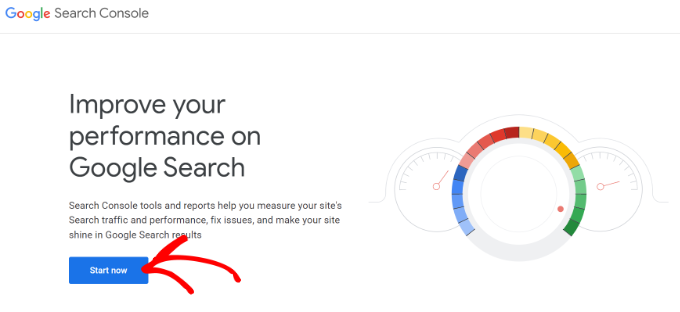 Google Search Console
Improve your
performance on
Google Search
Search Console tools and reports help you measure your site's
Search traffic and performance, fix issues, and make your site
shine in Google Search results
Start now